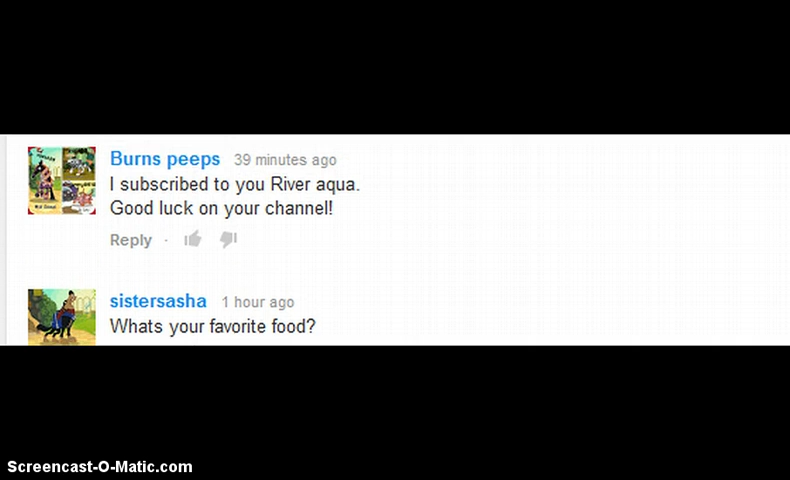 Burns peeps 39 minutes ago
I subscribed to you River aqua.
Good luck on your channel!
Reply ·
sistersasha 1 hour ago
Whats your favorite food?
Screencast-O-Matic.com